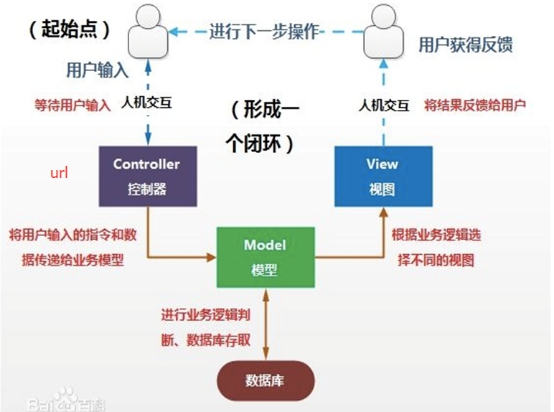 （起始点）
进行下一步操作
用户输入
用户获得反馈
等待用户输入
人机交互
（形成一
个闭环）
人机交互
将结果反馈给用户
url
Controller
控制器
View
视图
将用户输入的指令和数
据传递给业务模型
Model
模型
根据业务逻辑选
择不同的视图
进行业务逻辑判
断、数据库存取
数据库
Bai百科